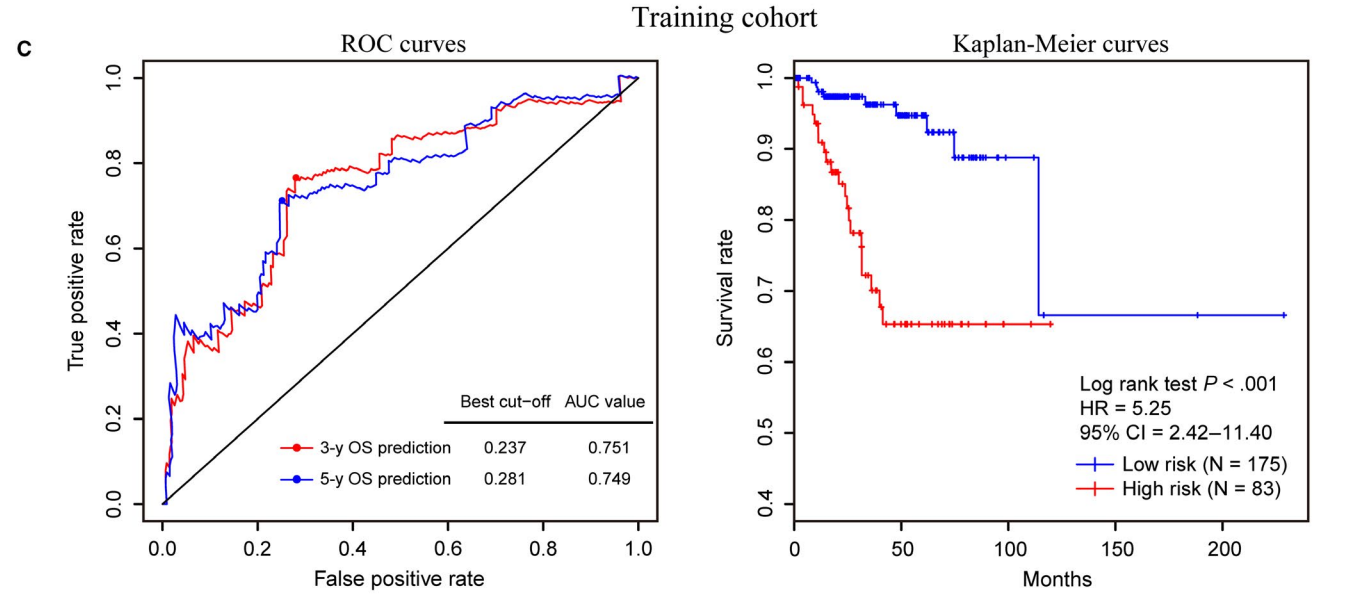 Training cohort
C
ROC curves
True positive rate
1.0
0.8
0.6
0.4
0.2
0.0
Best cut-off AUC value
3-y OS prediction 0.237 0.751
5-y OS prediction 0.281 0.749
0.0 0.2 0.4 0.6 0.8 1.0
False positive rate
Kaplan-Meier curves
Survival rate
1.0
0.9
0.8
0.7
0.6
0.5
0.4
Log rank test P < .001
HR = 5.25
95% CI = 2.42–11.40
Low risk (N = 175)
High risk (N = 83)
0 50 100 150 200
Months